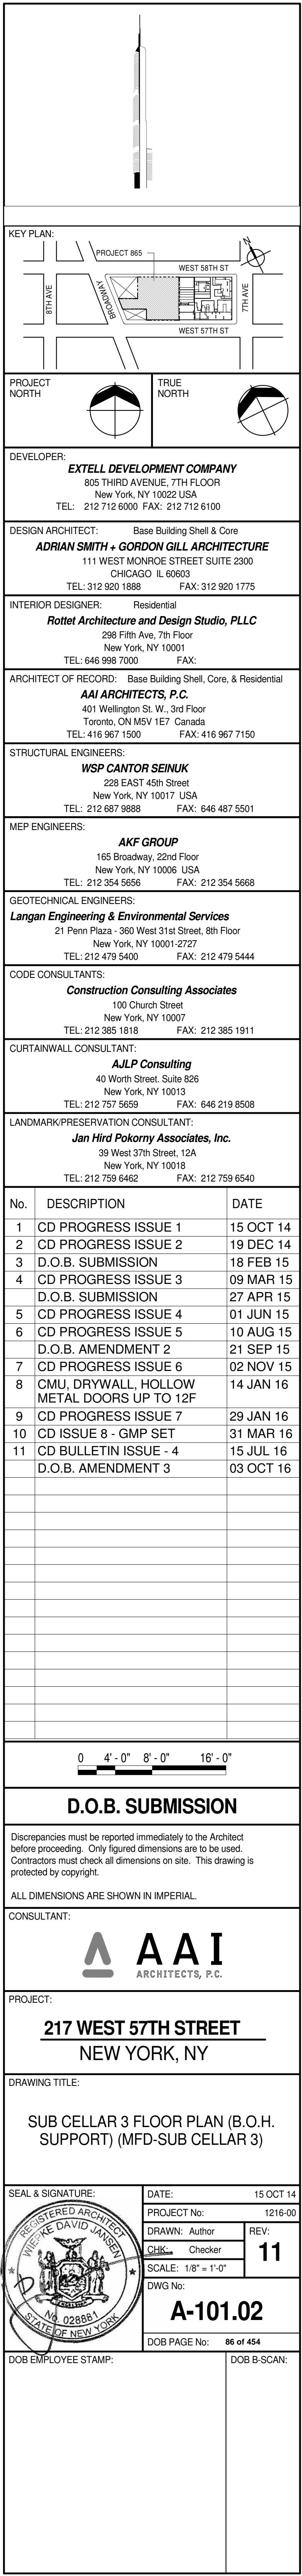 KEY PLAN:
N
PROJECT 865
WEST 58TH ST
8TH AVE
BROADWAY
7TH AVE
WEST 57TH ST
PROJECT
NORTH
TRUE
NORTH
DEVELOPER:
EXTELL DEVELOPMENT COMPANY
805 THIRD AVENUE, 7TH FLOOR
New York, NY 10022 USA
TEL: 212 712 6000 FAX: 212 712 6100
DESIGN ARCHITECT: Base Building Shell & Core
ADRIAN SMITH + GORDON GILL ARCHITECTURE
111 WEST MONROE STREET SUITE 2300
CHICAGO IL 60603
TEL: 312 920 1888 FAX: 312 920 1775
INTERIOR DESIGNER: Residential
Rottet Architecture and Design Studio, PLLC
298 Fifth Ave, 7th Floor
New York, NY 10001
TEL: 646 998 7000 FAX:
ARCHITECT OF RECORD: Base Building Shell, Core, & Residential
AAI ARCHITECTS, P.C.
401 Wellington St. W., 3rd Floor
Toronto, ON M5V 1E7 Canada
TEL: 416 967 1500 FAX: 416 967 7150
STRUCTURAL ENGINEERS:
WSP CANTOR SEINUK
228 EAST 45th Street
New York, NY 10017 USA
TEL: 212 687 9888 FAX: 646 487 5501
MEP ENGINEERS:
AKF GROUP
165 Broadway, 22nd Floor
New York, NY 10006 USA
TEL: 212 354 5656 FAX: 212 354 5668
GEOTECHNICAL ENGINEERS:
Langan Engineering & Environmental Services
21 Penn Plaza - 360 West 31st Street, 8th Floor
New York, NY 10001-2727
TEL: 212 479 5400 FAX: 212 479 5444
CODE CONSULTANTS:
Construction Consulting Associates
100 Church Street
New York, NY 10007
TEL: 212 385 1818 FAX: 212 385 1911
CURTAINWALL CONSULTANT:
AJLP Consulting
40 Worth Street. Suite 826
New York, NY 10013
TEL: 212 757 5659 FAX: 646 219 8508
LANDMARK/PRESERVATION CONSULTANT:
Jan Hird Pokorny Associates, Inc.
39 West 37th Street, 12A
New York, NY 10018
TEL: 212 759 6462 FAX: 212 759 6540
No. DESCRIPTION DATE
1 CD PROGRESS ISSUE 1 15 OCT 14
2 CD PROGRESS ISSUE 2 19 DEC 14
3 D.O.B. SUBMISSION 18 FEB 15
4 CD PROGRESS ISSUE 3 09 MAR 15
D.O.B. SUBMISSION 27 APR 15
5 CD PROGRESS ISSUE 4 01 JUN 15
6 CD PROGRESS ISSUE 5 10 AUG 15
D.O.B. AMENDMENT 2 21 SEP 15
7 CD PROGRESS ISSUE 6 02 NOV 15
8 CMU, DRYWALL, HOLLOW 14 JAN 16
METAL DOORS UP TO 12F
9 CD PROGRESS ISSUE 7 29 JAN 16
10 CD ISSUE 8 - GMP SET 31 MAR 16
11 CD BULLETIN ISSUE - 4 15 JUL 16
D.O.B. AMENDMENT 3 03 OCT 16
0 4' - 0" 8' - 0" 16' - 0"
D.O.B. SUBMISSION
Discrepancies must be reported immediately to the Architect
before proceeding. Only figured dimensions are to be used.
Contractors must check all dimensions on site. This drawing is
protected by copyright.
ALL DIMENSIONS ARE SHOWN IN IMPERIAL.
CONSULTANT:
AAI
ARCHITECTS, P.C.
PROJECT:
217 WEST 57TH STREET
NEW YORK, NY
DRAWING TITLE:
SUB CELLAR 3 FLOOR PLAN (B.O.H.
SUPPORT) (MFD-SUB CELLAR 3)
SEAL & SIGNATURE:
REGISTERED ARCHITECT
WIEPKE DAVID JANSEN
No. 028881
STATE OF NEW YORK
DATE: 15 OCT 14
PROJECT No: 1216-00
DRAWN: Author
CHK: Checker
SCALE: 1/8" = 1'-0"
REV:
11
DWG No:
A-101.02
DOB PAGE No: 86 of 454
DOB EMPLOYEE STAMP:
DOB B-SCAN: